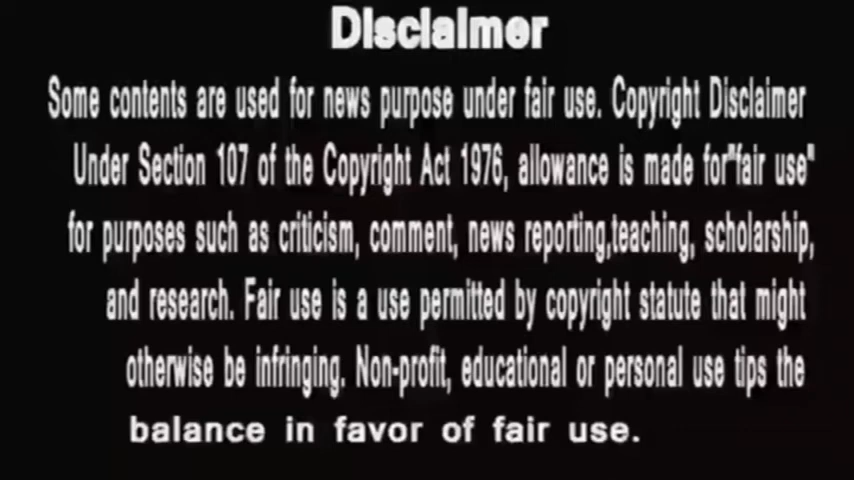 Disclaimer
Some contents are used for news purpose under fair use. Copyright Disclaimer
Under Section 107 of the Copyright Act 1976, allowance is made for"fair use"
for purposes such as criticism, comment, news reporting,teaching, scholarship,
and research. Fair use is a use permitted by copyright statute that might
otherwise be infringing. Non-profit, educational or personal use tips the
balance in favor of fair use.